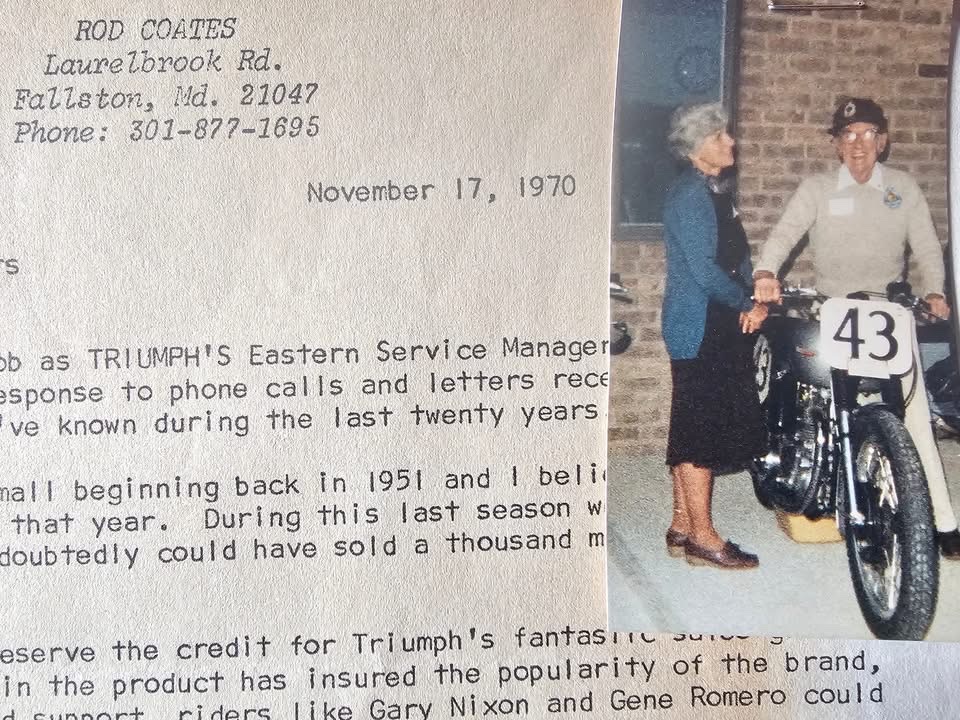 ROD COATES
Laurelbrook Rd.
Fallston, Md. 21047
Phone: 301-877-1695
November 17, 1970
rs
ob as TRIUMPH'S Eastern Service Manager
esponse to phone calls and letters rece
've known during the last twenty years
mall beginning back in 1951 and I beli
that year. During this last season w
doubtedly could have sold a thousand m
eserve the credit for Triumph's fantastic sales g
in the product has insured the popularity of the brand,
d support, riders like Gary Nixon and Gene Romero could
43